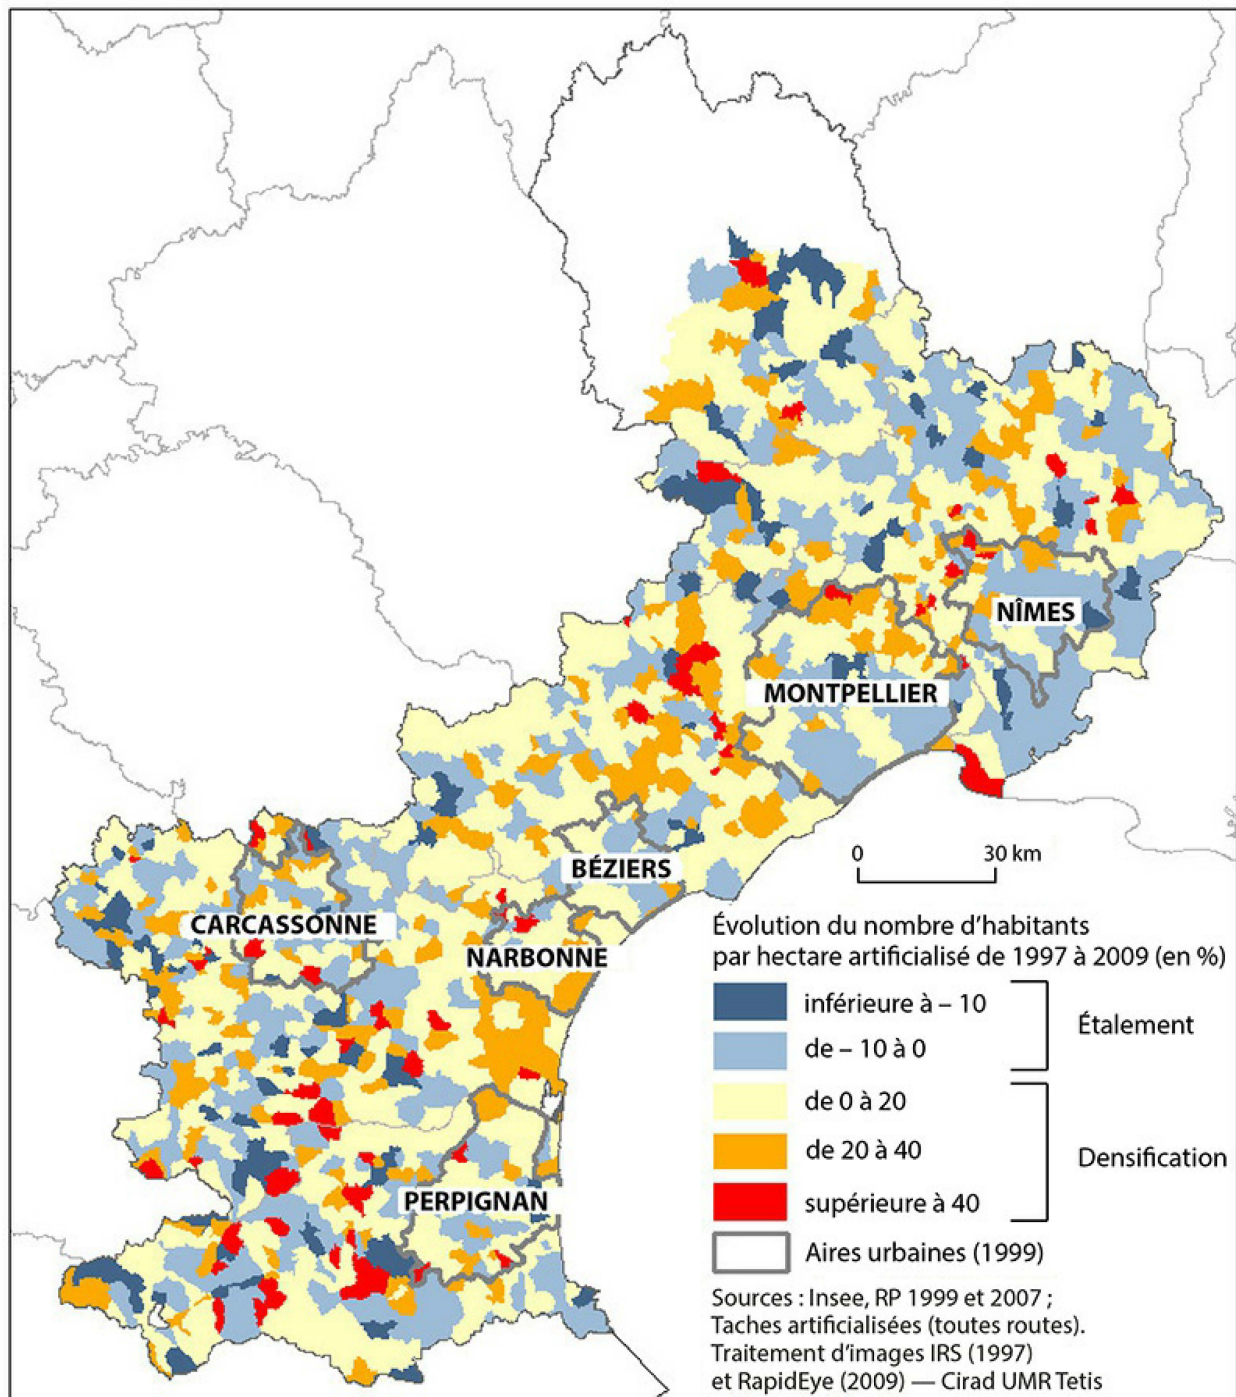 NÎMES
MONTPELLIER
BÉZIERS
CARCASSONNE
NARBONNE
PERPIGNAN
0 30 km
Évolution du nombre d’habitants
par hectare artificialisé de 1997 à 2009 (en %)
inférieure à – 10
de – 10 à 0
Étalement
de 0 à 20
de 20 à 40
supérieure à 40
Densification
Aires urbaines (1999)
Sources : Insee, RP 1999 et 2007 ;
Taches artificialisées (toutes routes).
Traitement d’images IRS (1997)
et RapidEye (2009) — Cirad UMR Tetis